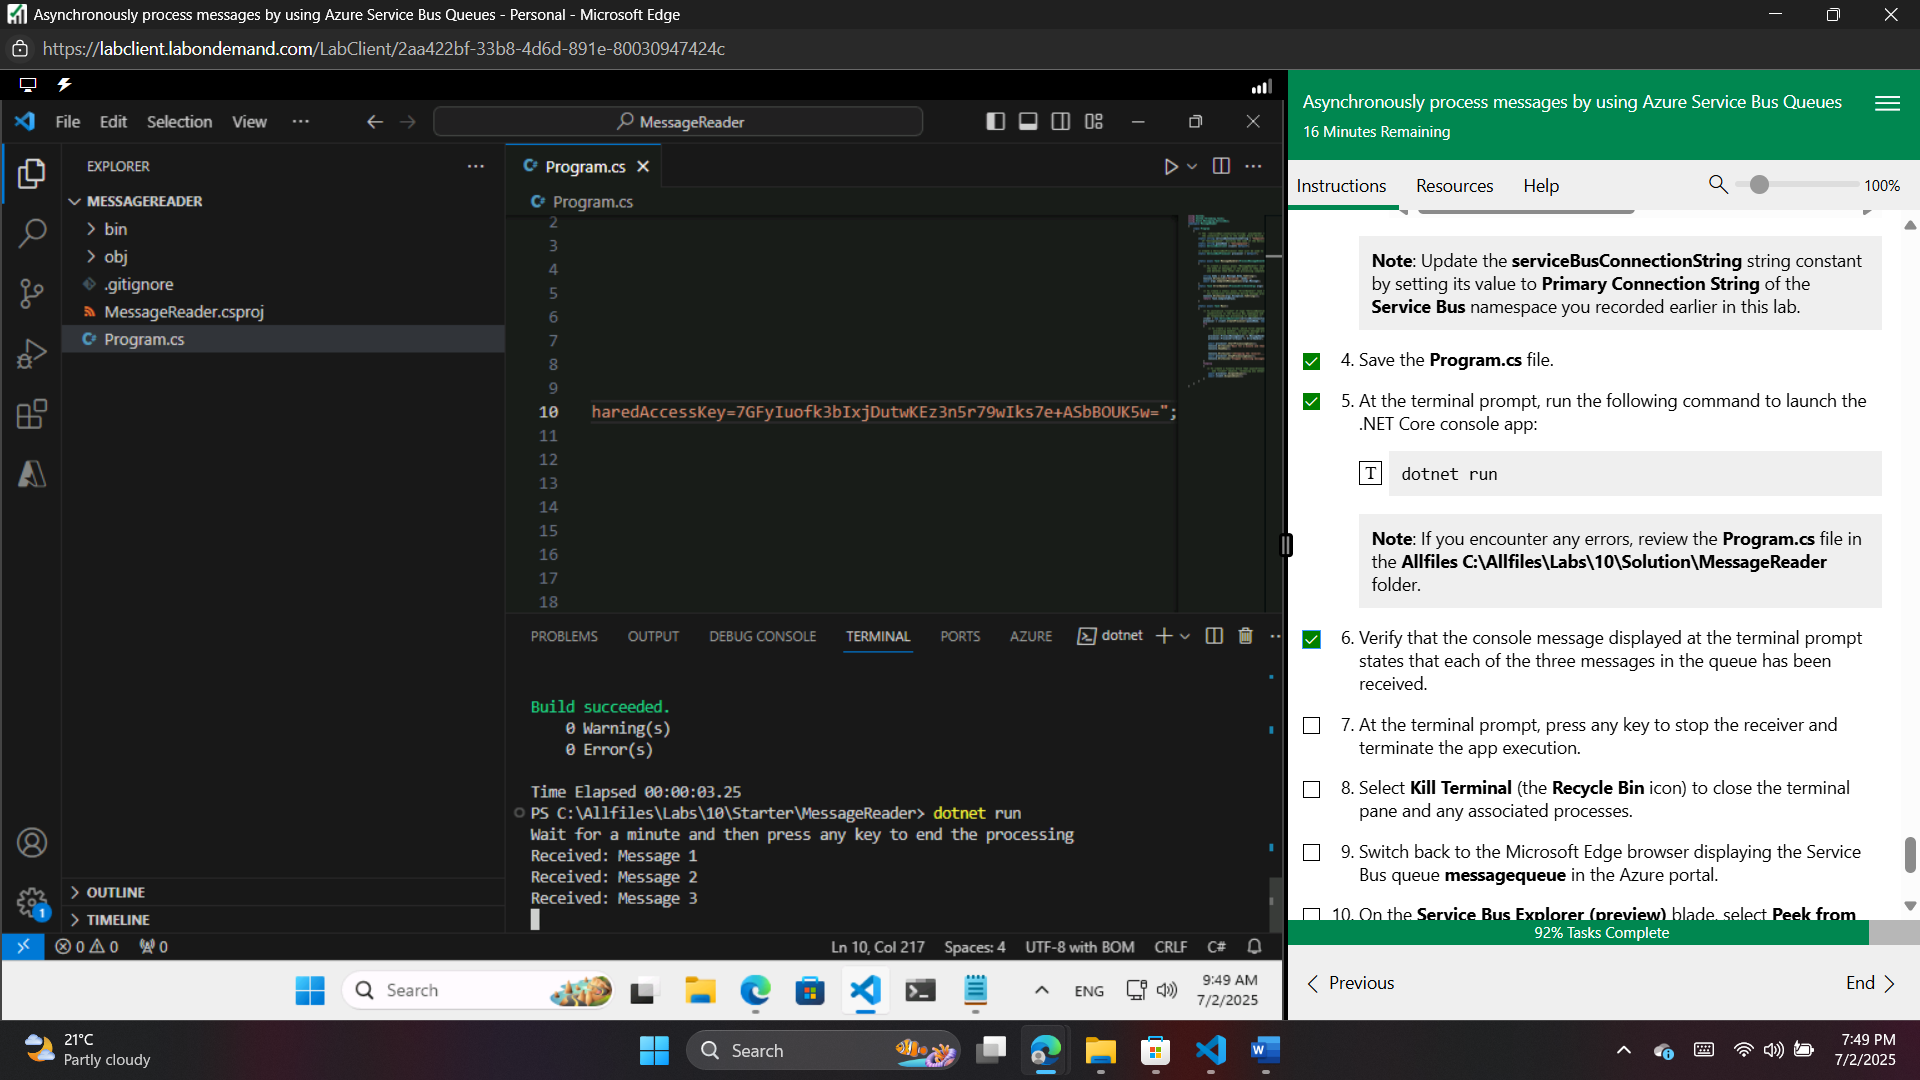 Asynchronously process messages by using Azure Service Bus Queues - Personal - Microsoft Edge
https://labclient.labondemand.com/LabClient/2aa422bf-33b8-4d6d-891e-80030947424c
File Edit Selection View ··· MessageReader
EXPLORER
MESSAGEREADER
bin
obj
.gitignore
MessageReader.csproj
Program.cs
OUTLINE
TIMELINE
Program.cs
Program.cs
2
3
4
5
6
7
8
9
10 haredAccessKey=7GFyIuofk3bIxjDutwKEz3n5r79wIks7e+ASbBOUK5w=";
11
12
13
14
15
16
17
18
PROBLEMS OUTPUT DEBUG CONSOLE TERMINAL PORTS AZURE dotnet
Build succeeded.
0 Warning(s)
0 Error(s)
Time Elapsed 00:00:03.25
PS C:\Allfiles\Labs\10\Starter\MessageReader> dotnet run
Wait for a minute and then press any key to end the processing
Received: Message 1
Received: Message 2
Received: Message 3
1
0 0 0 Ln 10, Col 217 Spaces: 4 UTF-8 with BOM CRLF C#
Search
ENG
9:49 AM
7/2/2025
Asynchronously process messages by using Azure Service Bus Queues
16 Minutes Remaining
Instructions Resources Help 100%
Note: Update the serviceBusConnectionString string constant
by setting its value to Primary Connection String of the
Service Bus namespace you recorded earlier in this lab.
4. Save the Program.cs file.
5. At the terminal prompt, run the following command to launch the
.NET Core console app:
T dotnet run
Note: If you encounter any errors, review the Program.cs file in
the Allfiles C:\Allfiles\Labs\10\Solution\MessageReader
folder.
6. Verify that the console message displayed at the terminal prompt
states that each of the three messages in the queue has been
received.
7. At the terminal prompt, press any key to stop the receiver and
terminate the app execution.
8. Select Kill Terminal (the Recycle Bin icon) to close the terminal
pane and any associated processes.
9. Switch back to the Microsoft Edge browser displaying the Service
Bus queue messagequeue in the Azure portal.
10. On the Service Bus Explorer (preview) blade, select Peek from
92% Tasks Complete
Previous End
21°C
Partly cloudy
Search
7:49 PM
7/2/2025